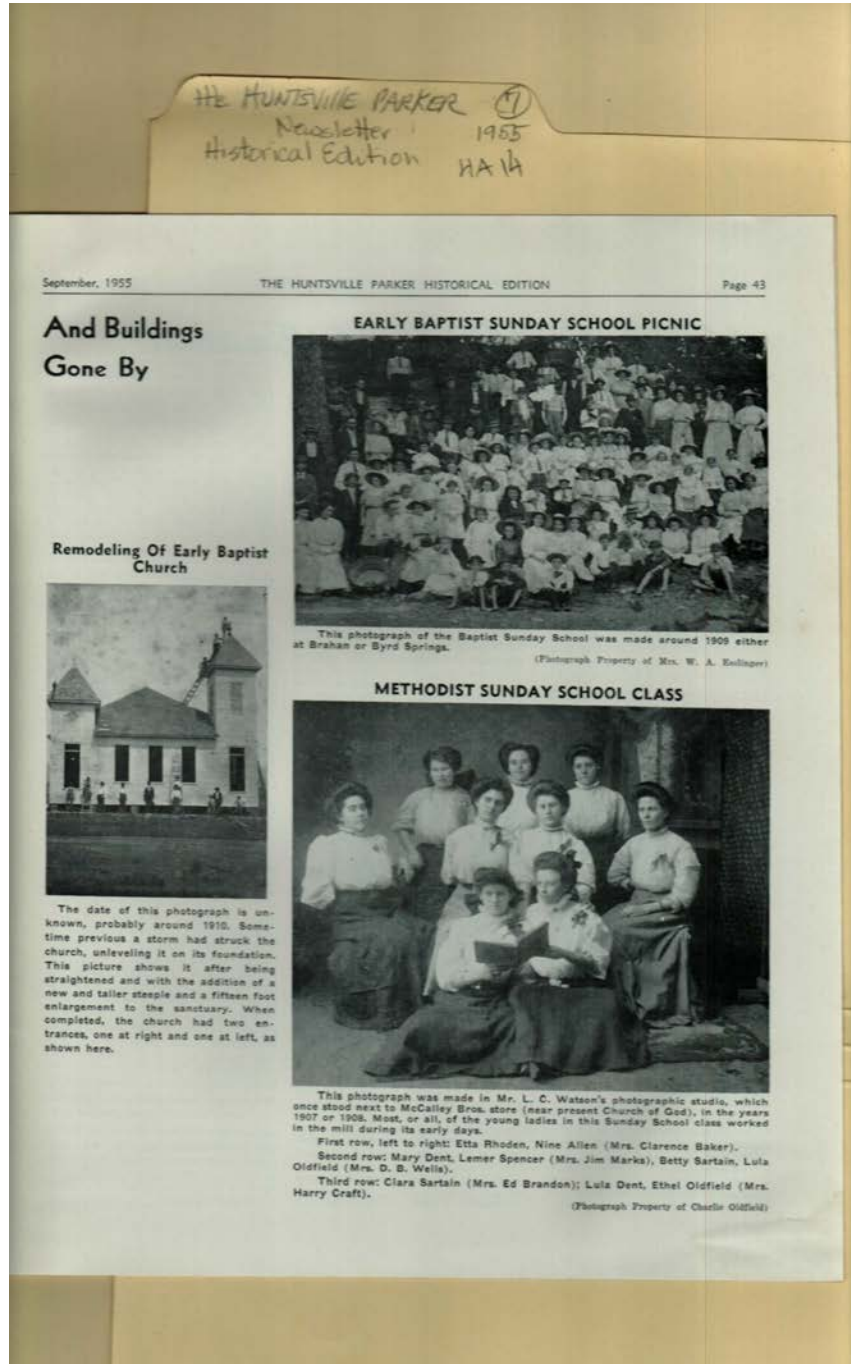 the HUNTSVILLE PARKER 7
Newsletter 1955
Historical Edition HA 14
September, 1955 THE HUNTSVILLE PARKER HISTORICAL EDITION Page 43
And Buildings
Gone By
Remodeling Of Early Baptist
Church
The date of this photograph is un-
known, probably around 1910. Some-
time previous a storm had struck the
church, unleveling it on its foundation.
This picture shows it after being
straightened and with the addition of a
new and taller steeple and a fifteen foot
enlargement to the sanctuary. When
completed, the church had two en-
trances, one at right and one at left, as
shown here.
EARLY BAPTIST SUNDAY SCHOOL PICNIC
This photograph of the Baptist Sunday School was made around 1909 either
at Brahan or Byrd Springs.
(Photograph Property of Mrs. W. A. Esslinger)
METHODIST SUNDAY SCHOOL CLASS
This photograph was made in Mr. L. C. Watson's photographic studio, which
once stood next to McCalley Bros. store (near present Church of God), in the years
1907 or 1908. Most, or all, of the young ladies in this Sunday School class worked
in the mill during its early days.
First row, left to right: Etta Rhoden, Nine Allen (Mrs. Clarence Baker).
Second row: Mary Dent, Lemer Spencer (Mrs. Jim Marks), Betty Sartain, Lula
Oldfield (Mrs. D. B. Wells).
Third row: Clara Sartain (Mrs. Ed Brandon); Lula Dent, Ethel Oldfield (Mrs.
Harry Craft).
(Photograph Property of Charlie Oldfield)